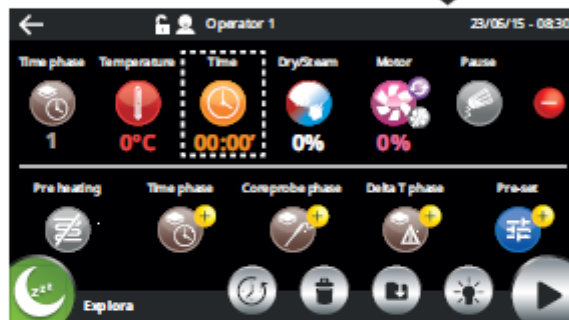 Operator 1 23/06/15 - 08:30
Time phase Temperature Time Dry/Steam Motor Pause
1 0°C 00:00' 0% 0%
Pre heating Time phase Coreprobe phase Delta T phase Pre-set
zzz
Explora